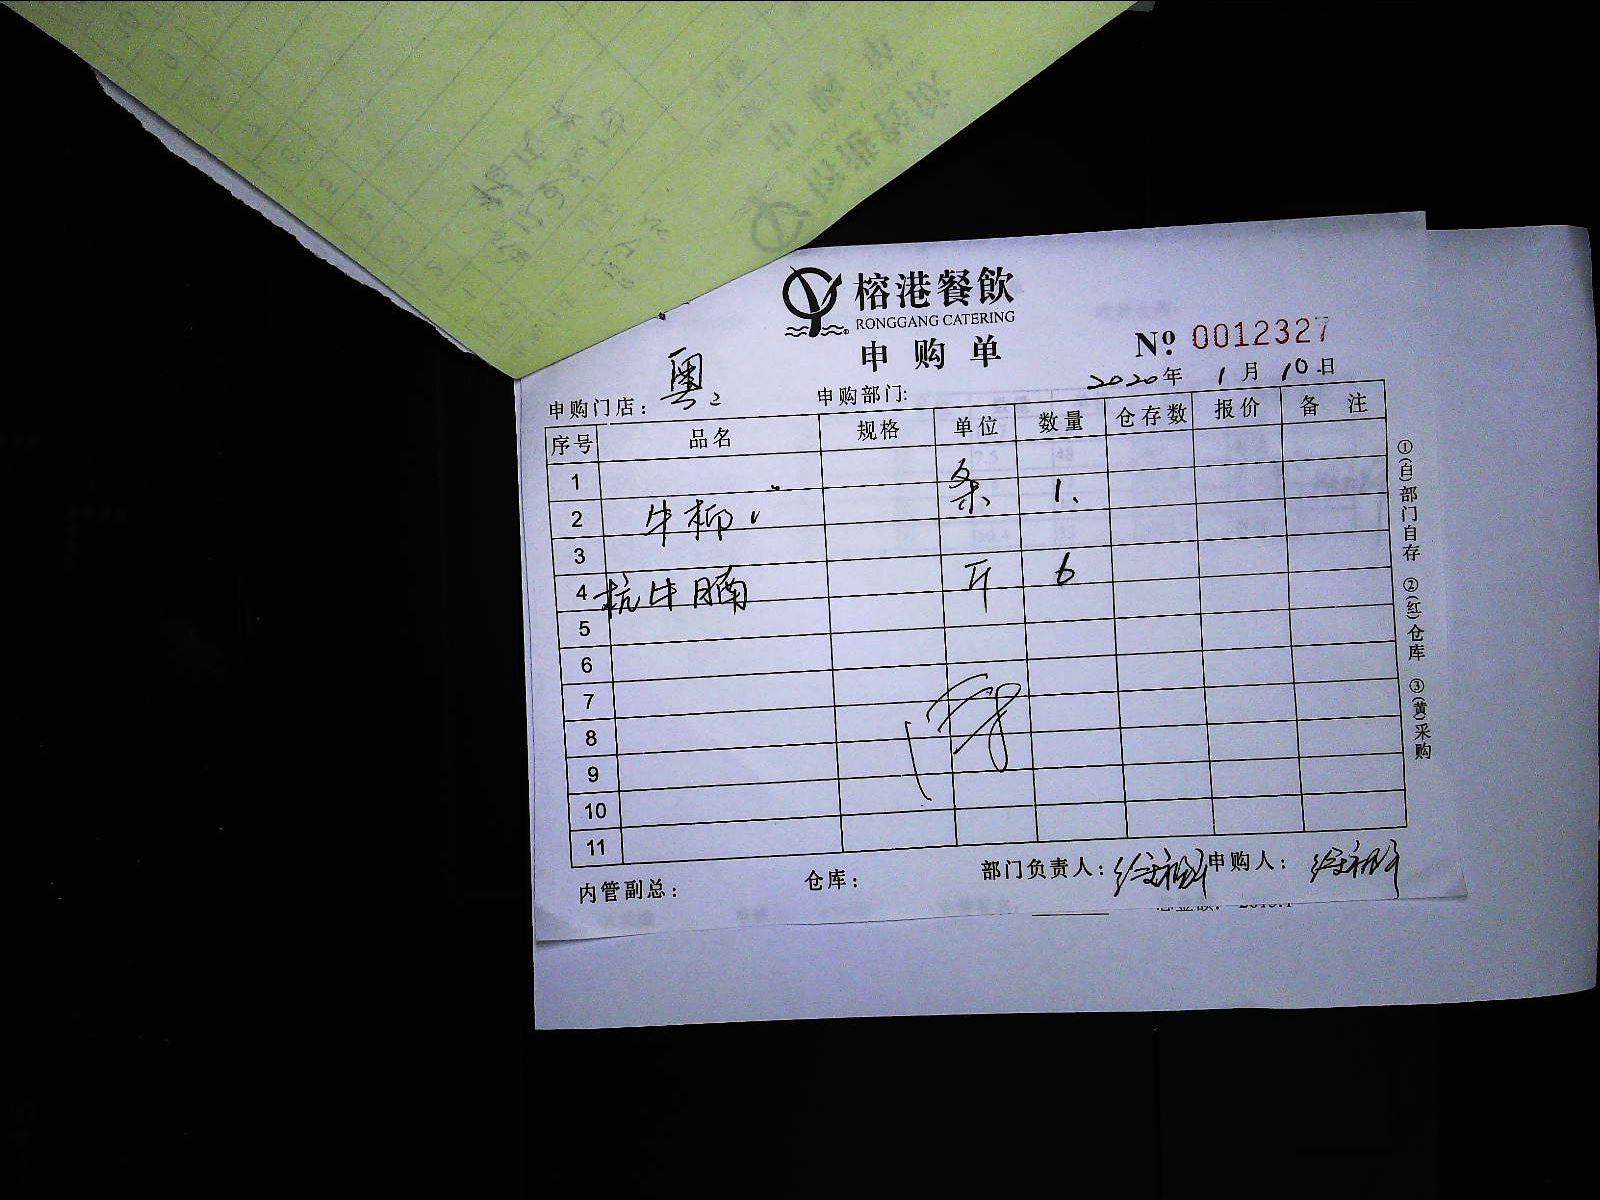 榕港餐飲
RONGGANG CATERING
申购单
№ 0012327
2020年 1月 10日
申购门店： 粤2 申购部门:
序号 品名 规格 单位 数量 仓存数 报价 备 注
1
2 牛柳 条 1.
3
4 坑牛腩 斤 6
5
6
7
8
9
10
11
内管副总： 仓库： 部门负责人： 申购人：
①(白)部门自存 ②(红)仓库 ③(黄)采购